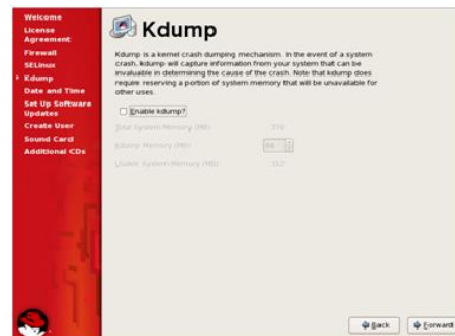 Welcome
License
Agreement
Firewall
SELinux
Kdump
Date and Time
Set Up Software
Updates
Create User
Sound Card
Additional CDs
Kdump
Kdump is a kernel crash dumping mechanism. In the event of a system
crash, kdump will capture information from your system that can be
invaluable in determining the cause of the crash. Note that kdump does
require reserving a portion of system memory that will be unavailable for
other uses.
Enable kdump?
Total System Memory (MB):
Kdump Memory (MB):
Usable System Memory (MB):
Back
Forward